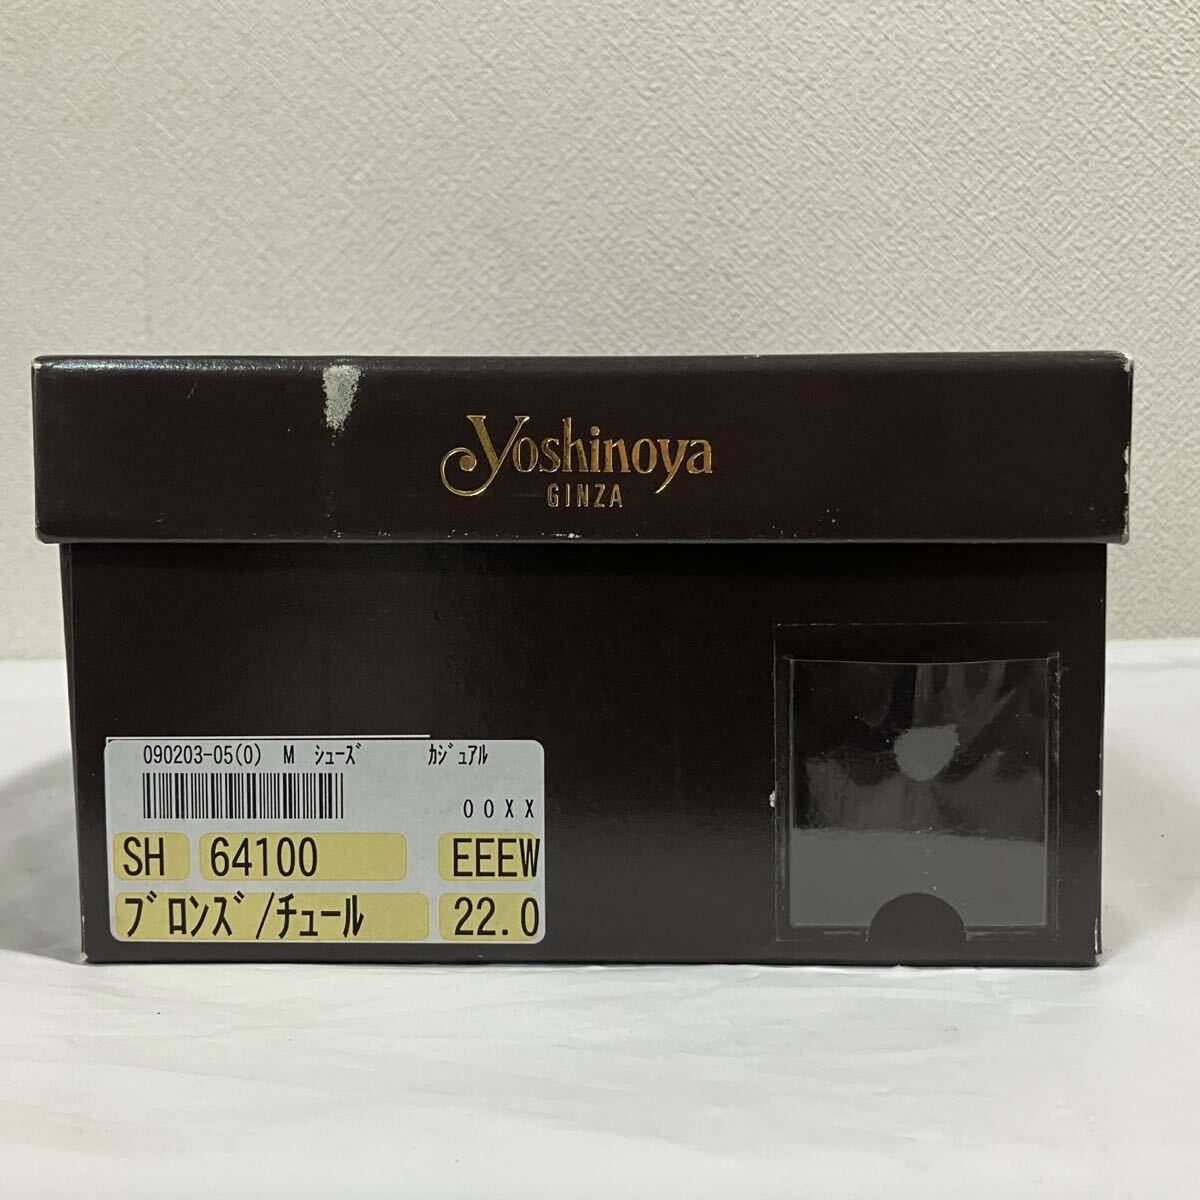 Yoshinoya
GINZA
090203-05(0) M ｼｭｰｽﾞ ｶｼﾞｭｱﾙ
00XX
SH 64100 EEEW
ﾌﾞﾛﾝｽﾞ/ﾁｭｰﾙ 22.0